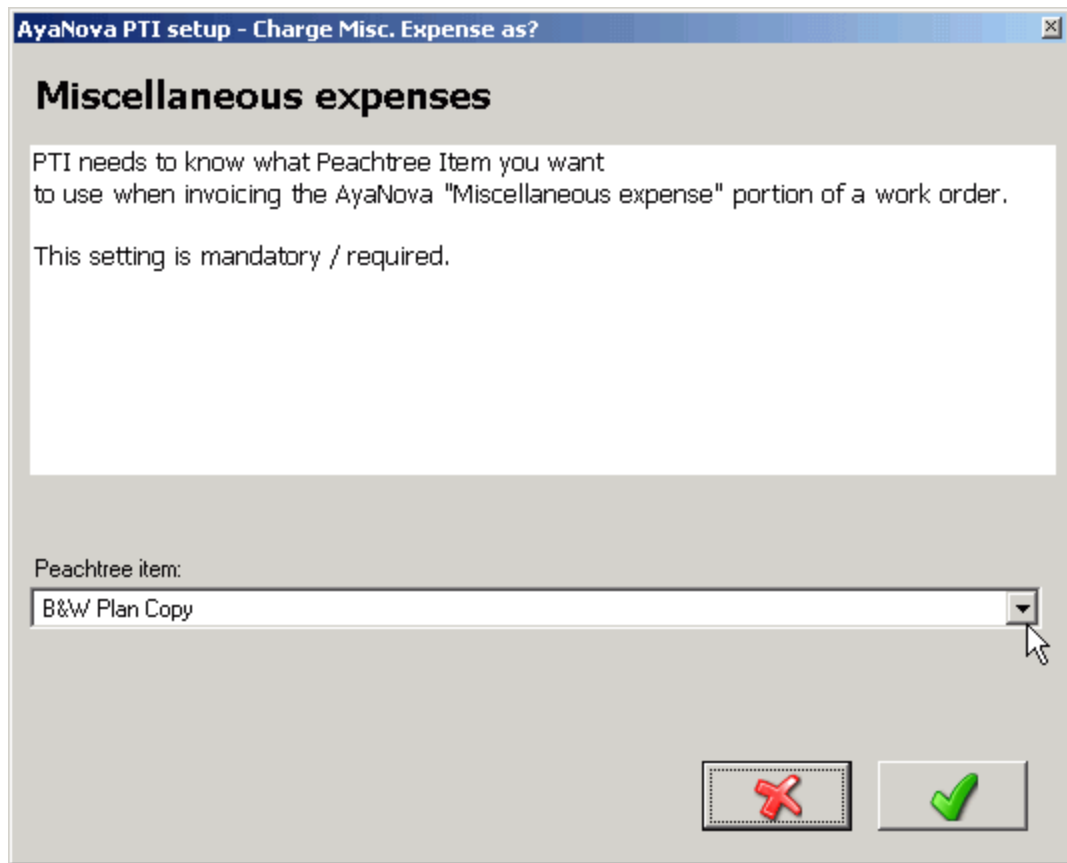 AyaNova PTI setup - Charge Misc. Expense as?
Miscellaneous expenses
PTI needs to know what Peachtree Item you want
to use when invoicing the AyaNova "Miscellaneous expense" portion of a work order.
This setting is mandatory / required.
Peachtree item:
B&W Plan Copy